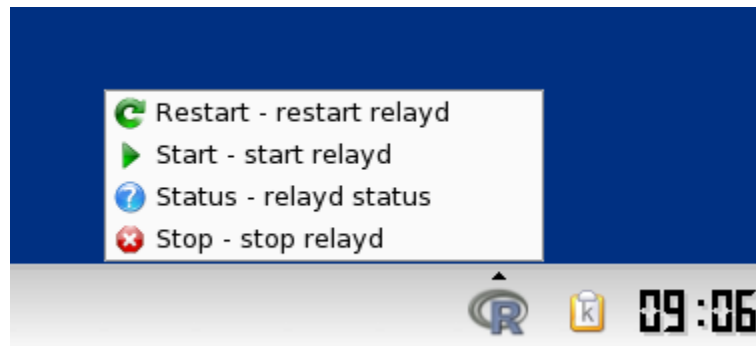 Restart - restart relayd
Start - start relayd
Status - relayd status
Stop - stop relayd
R
k
09:06